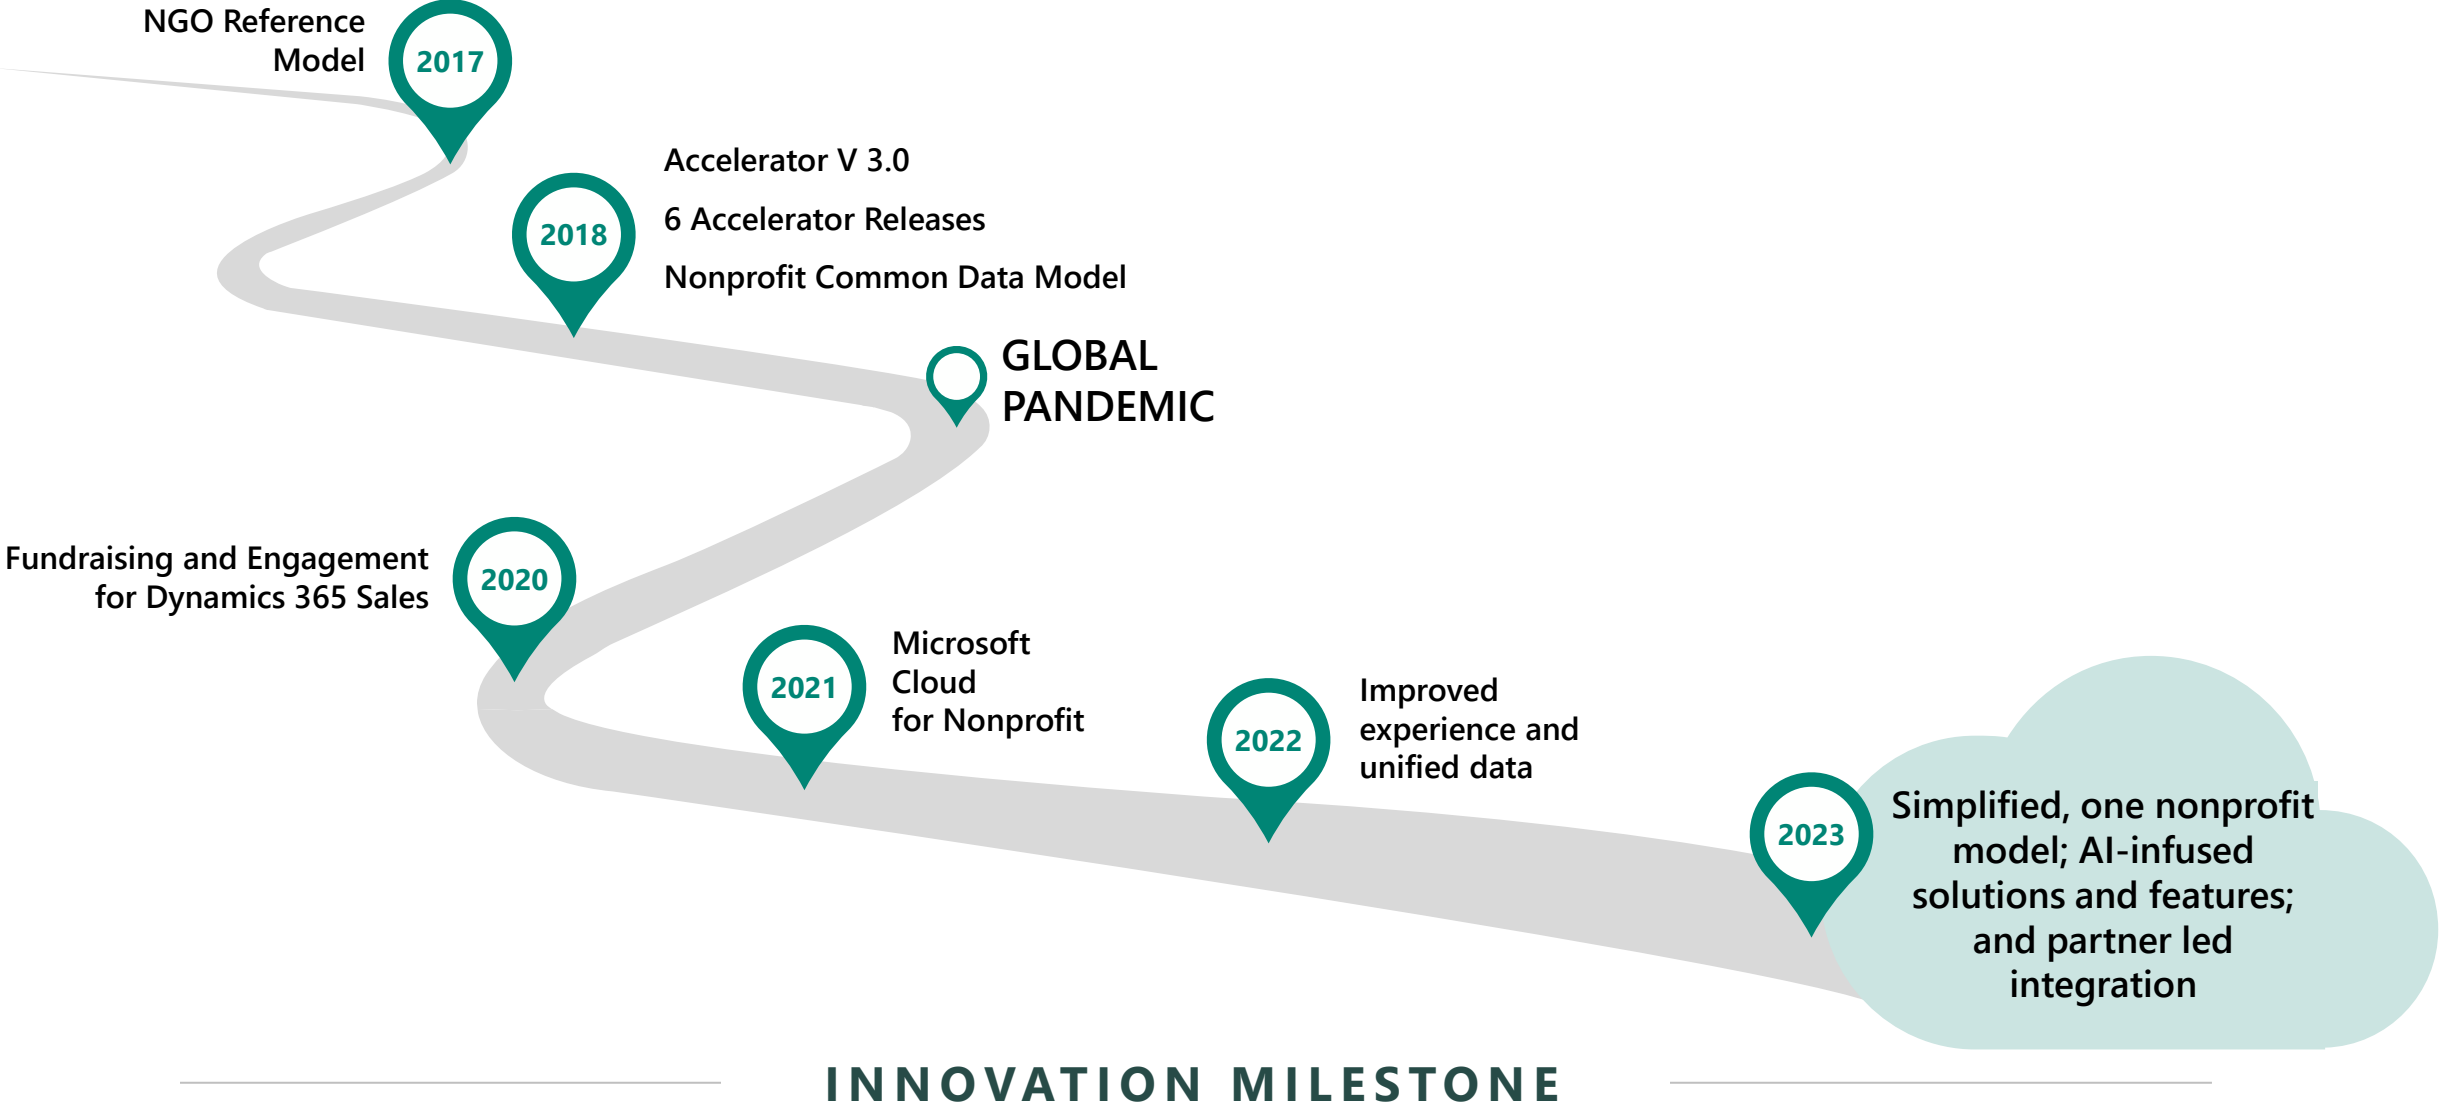 NGO Reference
Model
2017
Accelerator V 3.0
6 Accelerator Releases
Nonprofit Common Data Model
2018
GLOBAL
PANDEMIC
Fundraising and Engagement
for Dynamics 365 Sales
2020
2021
Microsoft
Cloud
for Nonprofit
2022
Improved
experience and
unified data
2023
Simplified, one nonprofit
model; AI-infused
solutions and features;
and partner led
integration
INNOVATION MILESTONE